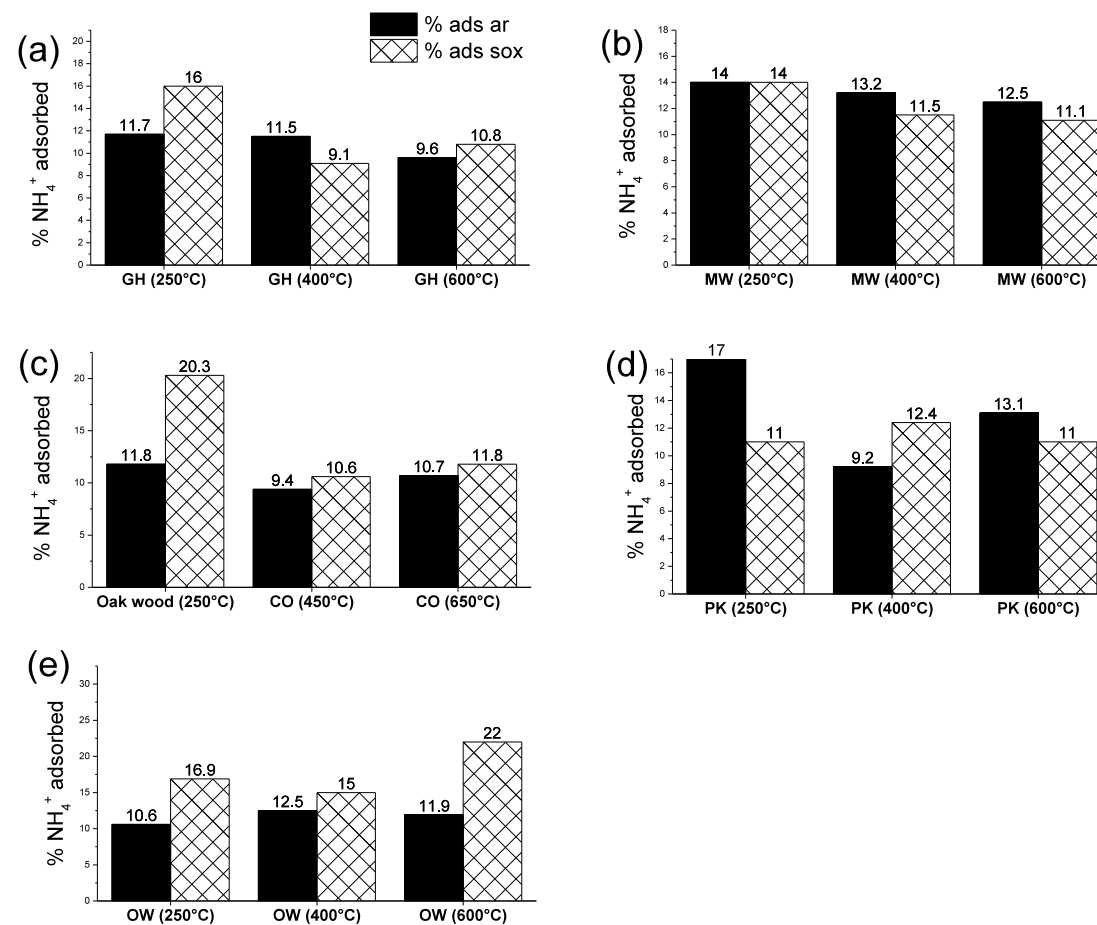 (a)
% ads ar
% ads sox
% NH₄⁺ adsorbed
20
18
16
14
12
10
8
6
4
2
0
11.7
16
11.5
9.1
9.6
10.8
GH (250°C)
GH (400°C)
GH (600°C)
(b)
% NH₄⁺ adsorbed
18
16
14
12
10
8
6
4
2
0
14
14
13.2
11.5
12.5
11.1
MW (250°C)
MW (400°C)
MW (600°C)
(c)
% NH₄⁺ adsorbed
20
15
10
5
0
11.8
20.3
9.4
10.6
10.7
11.8
Oak wood (250°C)
CO (450°C)
CO (650°C)
(d)
% NH₄⁺ adsorbed
16
14
12
10
8
6
4
2
0
17
11
9.2
12.4
13.1
11
PK (250°C)
PK (400°C)
PK (600°C)
(e)
% NH₄⁺ adsorbed
30
25
20
15
10
5
0
10.6
16.9
12.5
15
11.9
22
OW (250°C)
OW (400°C)
OW (600°C)